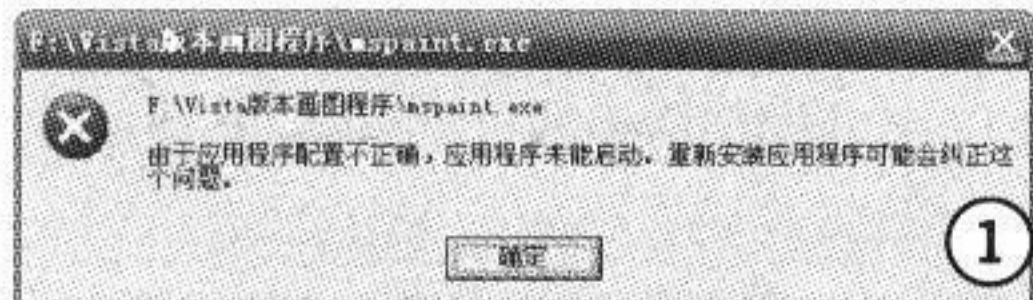 F:\Vista版本画图程序\mspaint.exe
F:\Vista版本画图程序\mspaint.exe
由于应用程序配置不正确，应用程序未能启动。重新安装应用程序可能会纠正这
个问题。
确定
1